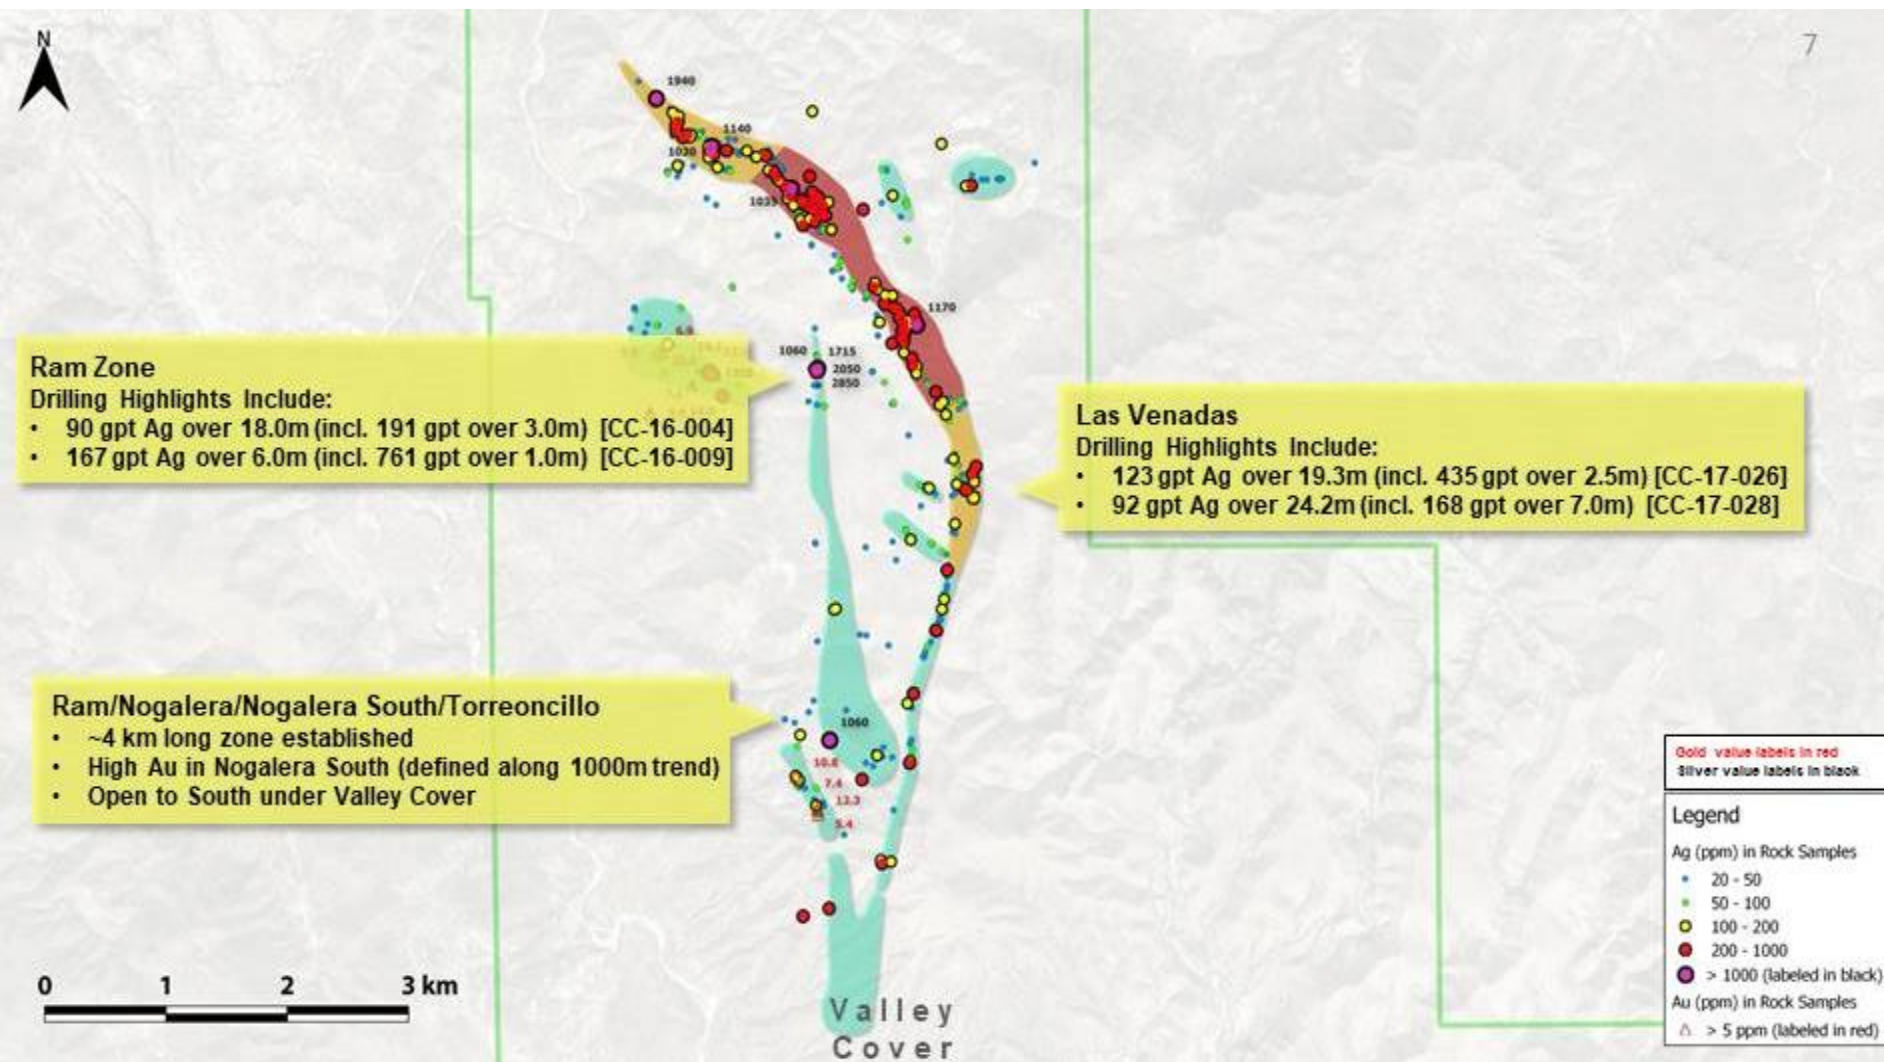 7
N
1940
1140
1020
1035
1170
6.9
1060 1715
2050
2850
Ram Zone
Drilling Highlights Include:
• 90 gpt Ag over 18.0m (incl. 191 gpt over 3.0m) [CC-16-004]
• 167 gpt Ag over 6.0m (incl. 761 gpt over 1.0m) [CC-16-009]
Las Venadas
Drilling Highlights Include:
• 123 gpt Ag over 19.3m (incl. 435 gpt over 2.5m) [CC-17-026]
• 92 gpt Ag over 24.2m (incl. 168 gpt over 7.0m) [CC-17-028]
Ram/Nogalera/Nogalera South/Torreoncillo
• ~4 km long zone established
• High Au in Nogalera South (defined along 1000m trend)
• Open to South under Valley Cover
1060
10.8
7.4
12.3
5.4
Gold value labels in red
Silver value labels in black
Legend
Ag (ppm) in Rock Samples
20 - 50
50 - 100
100 - 200
200 - 1000
> 1000 (labeled in black)
Au (ppm) in Rock Samples
> 5 ppm (labeled in red)
0 1 2 3 km
Valley
Cover